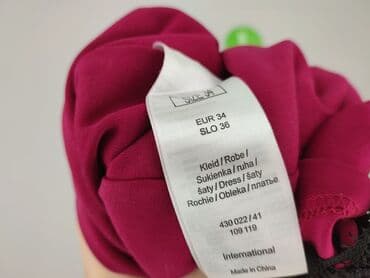 EUR 34
SLO 36
Kleid / Robe /
Sukienka / ruha /
šaty / Dress / šaty
Rochie / Obleka / платье
430 022 / 41
109 119
International
Made in China